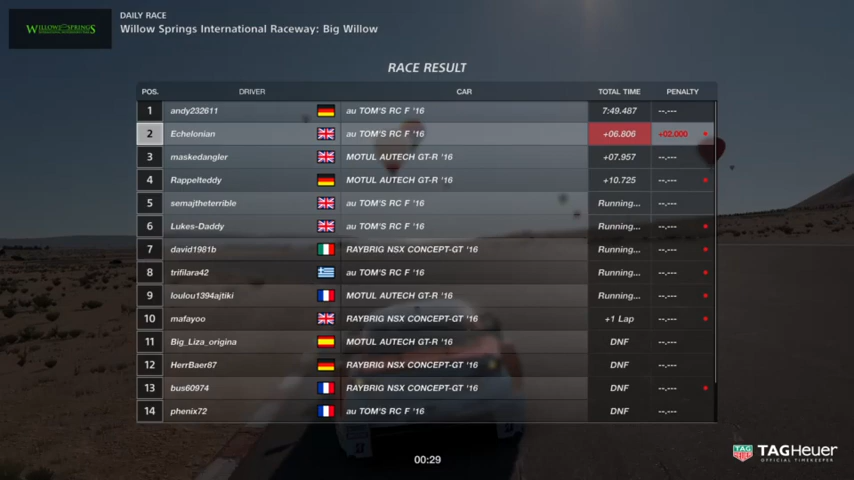 WILLOW SPRINGS
DAILY RACE
Willow Springs International Raceway: Big Willow
RACE RESULT
POS. DRIVER CAR TOTAL TIME PENALTY
1 andy232611 au TOM'S RC F '16 7:49.487 --.---
2 Echelonian au TOM'S RC F '16 +06.806 +02.000
3 maskedangler MOTUL AUTECH GT-R '16 +07.957 --.---
4 Rappelteddy MOTUL AUTECH GT-R '16 +10.725 --.---
5 semajtheterrible au TOM'S RC F '16 Running... --.---
6 Lukes-Daddy au TOM'S RC F '16 Running... --.---
7 david1981b RAYBRIG NSX CONCEPT-GT '16 Running... --.---
8 trifilara42 au TOM'S RC F '16 Running... --.---
9 loulou1394ajtiki MOTUL AUTECH GT-R '16 Running... --.---
10 mafayoo RAYBRIG NSX CONCEPT-GT '16 +1 Lap --.---
11 Big_Liza_origina MOTUL AUTECH GT-R '16 DNF --.---
12 HerrBaer87 RAYBRIG NSX CONCEPT-GT '16 DNF --.---
13 bus60974 RAYBRIG NSX CONCEPT-GT '16 DNF --.---
14 phenix72 au TOM'S RC F '16 DNF --.---
00:29
TAG HEUER
TAGHeuer
OFFICIAL TIMEKEEPER